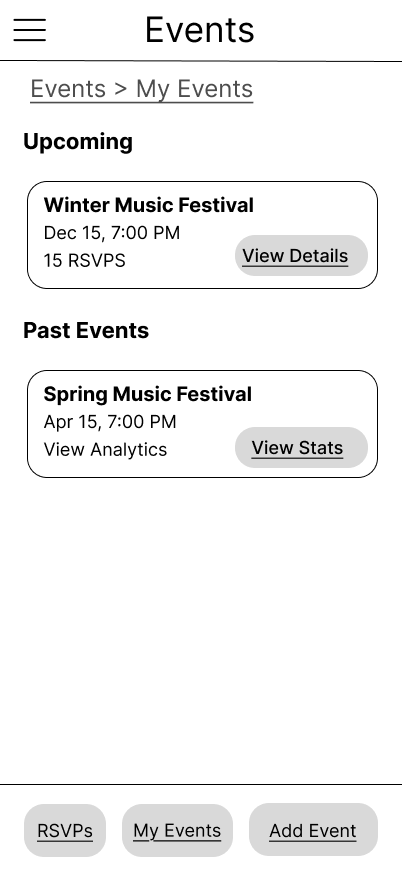 Events
Events > My Events
Upcoming
Winter Music Festival
Dec 15, 7:00 PM
15 RSVPS
View Details
Past Events
Spring Music Festival
Apr 15, 7:00 PM
View Analytics
View Stats
RSVPs
My Events
Add Event